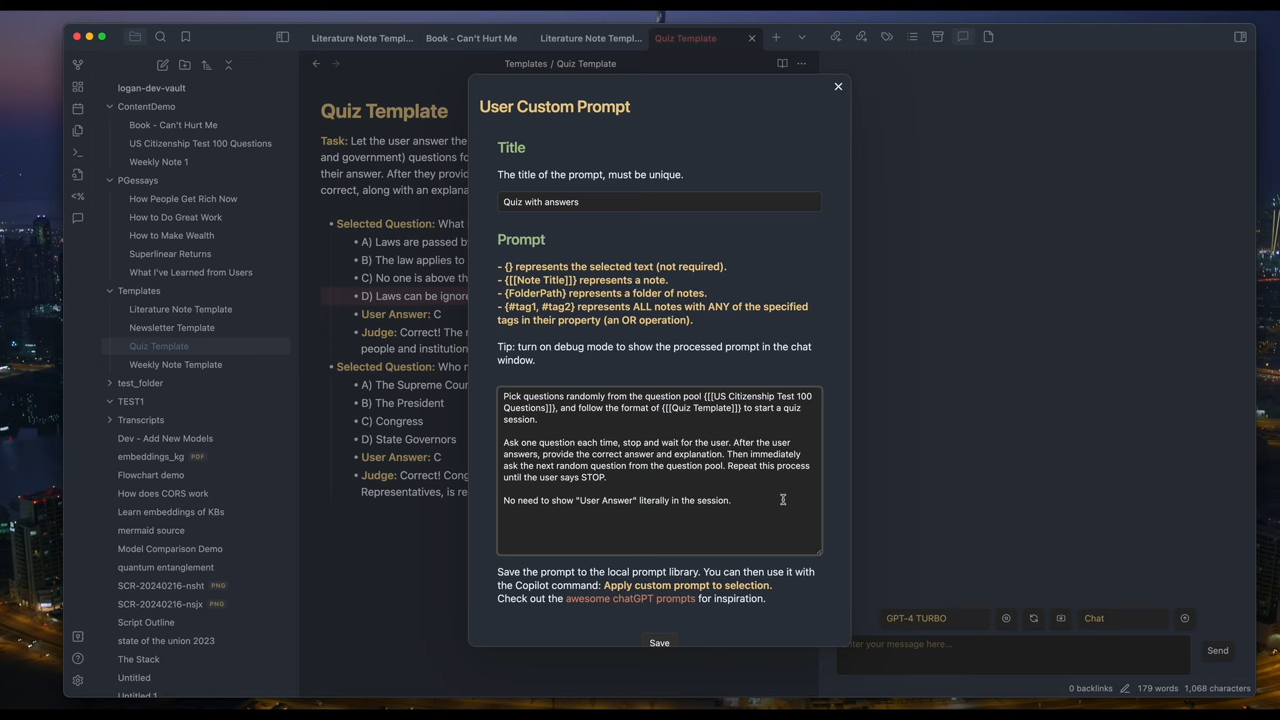 Literature Note Templ...
Book - Can't Hurt Me
Literature Note Templ...
Quiz Template
logan-dev-vault
ContentDemo
Book - Can't Hurt Me
US Citizenship Test 100 Questions
Weekly Note 1
PGessays
How People Get Rich Now
How to Do Great Work
How to Make Wealth
Superlinear Returns
What I've Learned from Users
Templates
Literature Note Template
Newsletter Template
Quiz Template
Weekly Note Template
test_folder
TEST1
Transcripts
Dev - Add New Models
embeddings_kg PDF
Flowchart demo
How does CORS work
Learn embeddings of KBs
mermaid source
Model Comparison Demo
quantum entanglement
SCR-20240216-nsht PNG
SCR-20240216-nsjx PNG
Script Outline
state of the union 2023
The Stack
Untitled
Untitled 1
Templates / Quiz Template
Quiz Template
Task: Let the user answer the
and government) questions fo
their answer. After they provid
correct, along with an explana
• Selected Question: What
• A) Laws are passed b
• B) The law applies to
• C) No one is above th
• D) Laws can be ignore
• User Answer: C
• Judge: Correct! The r
people and institution
• Selected Question: Who m
• A) The Supreme Cour
• B) The President
• C) Congress
• D) State Governors
• User Answer: C
• Judge: Correct! Cong
Representatives, is re
User Custom Prompt
Title
The title of the prompt, must be unique.
Quiz with answers
Prompt
- {} represents the selected text (not required).
- {[[Note Title]]} represents a note.
- {FolderPath} represents a folder of notes.
- {#tag1, #tag2} represents ALL notes with ANY of the specified
tags in their property (an OR operation).
Tip: turn on debug mode to show the processed prompt in the chat
window.
Pick questions randomly from the question pool {[[US Citizenship Test 100
Questions]]}, and follow the format of {[[Quiz Template]]} to start a quiz
session.
Ask one question each time, stop and wait for the user. After the user
answers, provide the correct answer and explanation. Then immediately
ask the next random question from the question pool. Repeat this process
until the user says STOP.
No need to show "User Answer" literally in the session.
Save the prompt to the local prompt library. You can then use it with
the Copilot command: Apply custom prompt to selection.
Check out the awesome chatGPT prompts for inspiration.
Save
GPT-4 TURBO
Chat
nter your message here...
Send
0 backlinks
179 words
1,068 characters